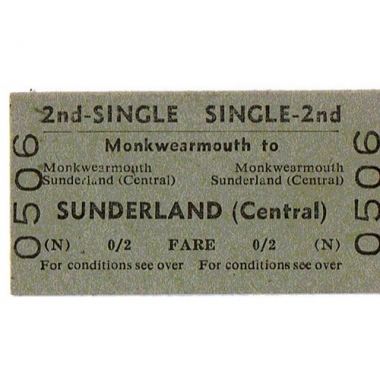 2nd-SINGLE SINGLE-2nd
Monkwearmouth to
Monkwearmouth Monkwearmouth
Sunderland (Central) Sunderland (Central)
SUNDERLAND (Central)
(N) 0/2 FARE 0/2 (N)
For conditions see over For conditions see over
0506 0506